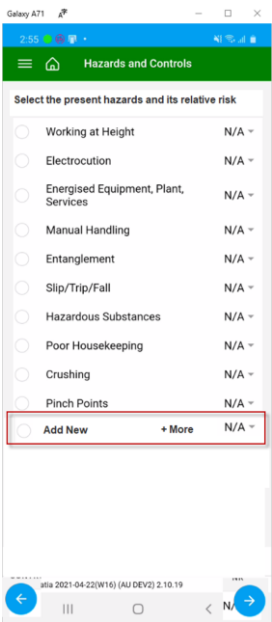 Galaxy A71
2:55
Hazards and Controls
Select the present hazards and its relative risk
Working at Height N/A
Electrocution N/A
Energised Equipment, Plant,
Services N/A
Manual Handling N/A
Entanglement N/A
Slip/Trip/Fall N/A
Hazardous Substances N/A
Poor Housekeeping N/A
Crushing N/A
Pinch Points N/A
Add New + More N/A
2021-04-22(W16) (AU DEV2) 2.10.19